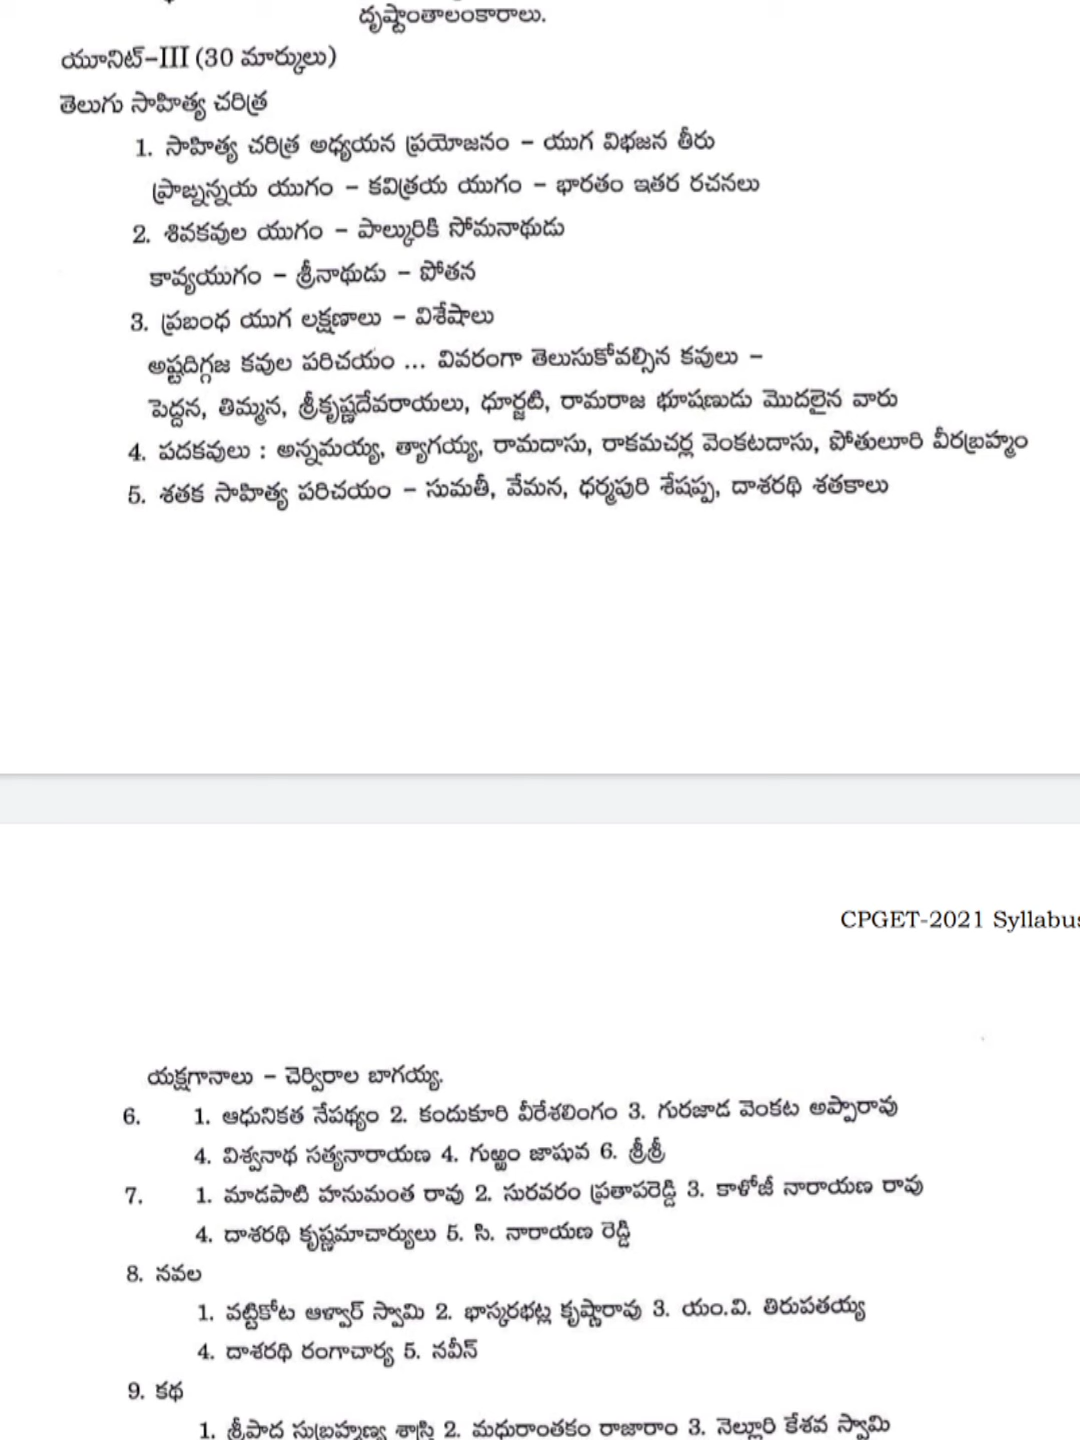 దృష్టాంతాలంకారాలు.
యూనిట్-III (30 మార్కులు)
తెలుగు సాహిత్య చరిత్ర
1. సాహిత్య చరిత్ర అధ్యయన ప్రయోజనం - యుగ విభజన తీరు
ప్రాఙ్నన్నయ యుగం - కవిత్రయ యుగం - భారతం ఇతర రచనలు
2. శివకవుల యుగం - పాల్కురికి సోమనాథుడు
కావ్యయుగం - శ్రీనాథుడు - పోతన
3. ప్రబంధ యుగ లక్షణాలు - విశేషాలు
అష్టదిగ్గజ కవుల పరిచయం ... వివరంగా తెలుసుకోవల్సిన కవులు -
పెద్దన, తిమ్మన, శ్రీకృష్ణదేవరాయలు, ధూర్జటి, రామరాజ భూషణుడు మొదలైన వారు
4. పదకవులు : అన్నమయ్య, త్యాగయ్య, రామదాసు, రాకమచర్ల వెంకటదాసు, పోతులూరి వీరబ్రహ్మం
5. శతక సాహిత్య పరిచయం - సుమతీ, వేమన, ధర్మపురి శేషప్ప, దాశరథి శతకాలు
CPGET-2021 Syllabus
యక్షగానాలు - చెర్విరాల బాగయ్య.
6. 1. ఆధునికత నేపథ్యం 2. కందుకూరి వీరేశలింగం 3. గురజాడ వెంకట అప్పారావు
4. విశ్వనాథ సత్యనారాయణ 4. గుఱ్ఱం జాషువ 6. శ్రీశ్రీ
7. 1. మాడపాటి హనుమంత రావు 2. సురవరం ప్రతాపరెడ్డి 3. కాళోజీ నారాయణ రావు
4. దాశరథి కృష్ణమాచార్యులు 5. సి. నారాయణ రెడ్డి
8. నవల
1. వట్టికోట ఆళ్వార్ స్వామి 2. భాస్కరభట్ల కృష్ణారావు 3. యం.వి. తిరుపతయ్య
4. దాశరథి రంగాచార్య 5. నవీన్
9. కథ
1. శ్రీపాద సుబ్రహ్మణ్య శాస్త్రి 2. మధురాంతకం రాజారాం 3. నెల్లూరి కేశవ స్వామి